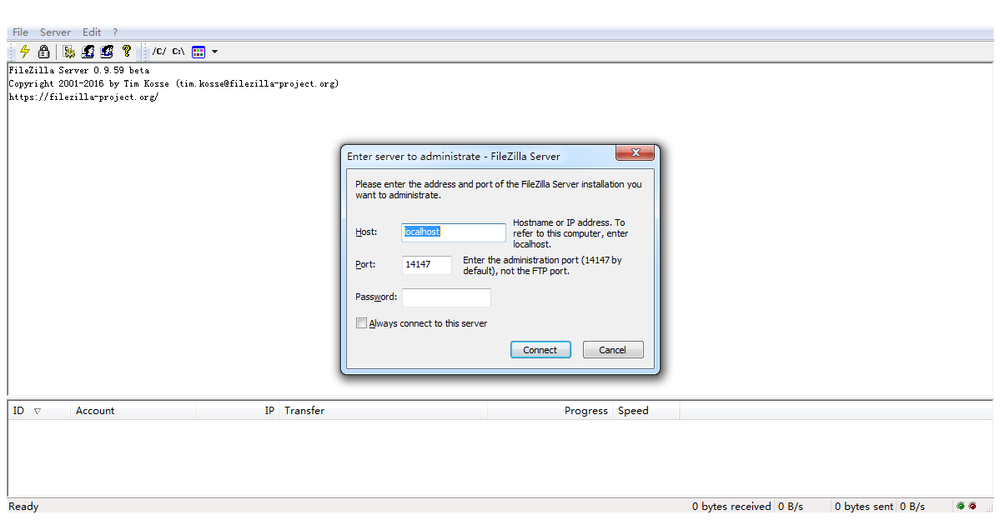 File Server Edit ?
/C/ C:\
FileZilla Server 0.9.59 beta
Copyright 2001-2016 by Tim Kosse (tim.kosse@filezilla-project.org)
https://filezilla-project.org/
Enter server to administrate - FileZilla Server
Please enter the address and port of the FileZilla Server installation you
want to administrate.
Host: localhost
Hostname or IP address. To
refer to this computer, enter
localhost.
Port: 14147
Enter the administration port (14147 by
default), not the FTP port.
Password:
Always connect to this server
Connect Cancel
ID Account IP Transfer Progress Speed
Ready 0 bytes received 0 B/s 0 bytes sent 0 B/s